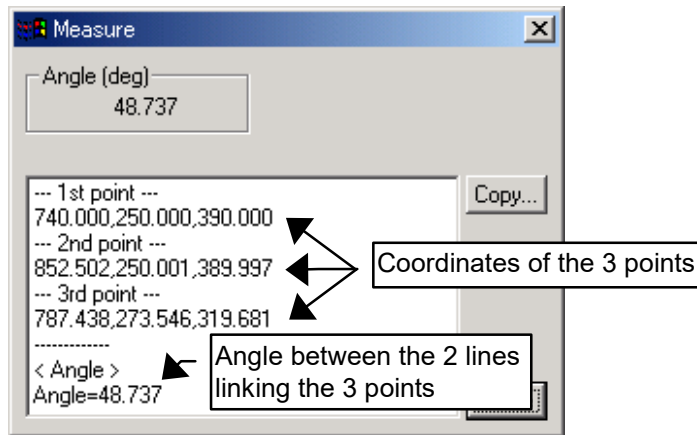 Measure
Angle (deg)
48.737
--- 1st point ---
740.000,250.000,390.000
--- 2nd point ---
852.502,250.001,389.997
--- 3rd point ---
787.438,273.546,319.681
-------------
< Angle >
Angle=48.737
Copy...
Coordinates of the 3 points
Angle between the 2 lines
linking the 3 points